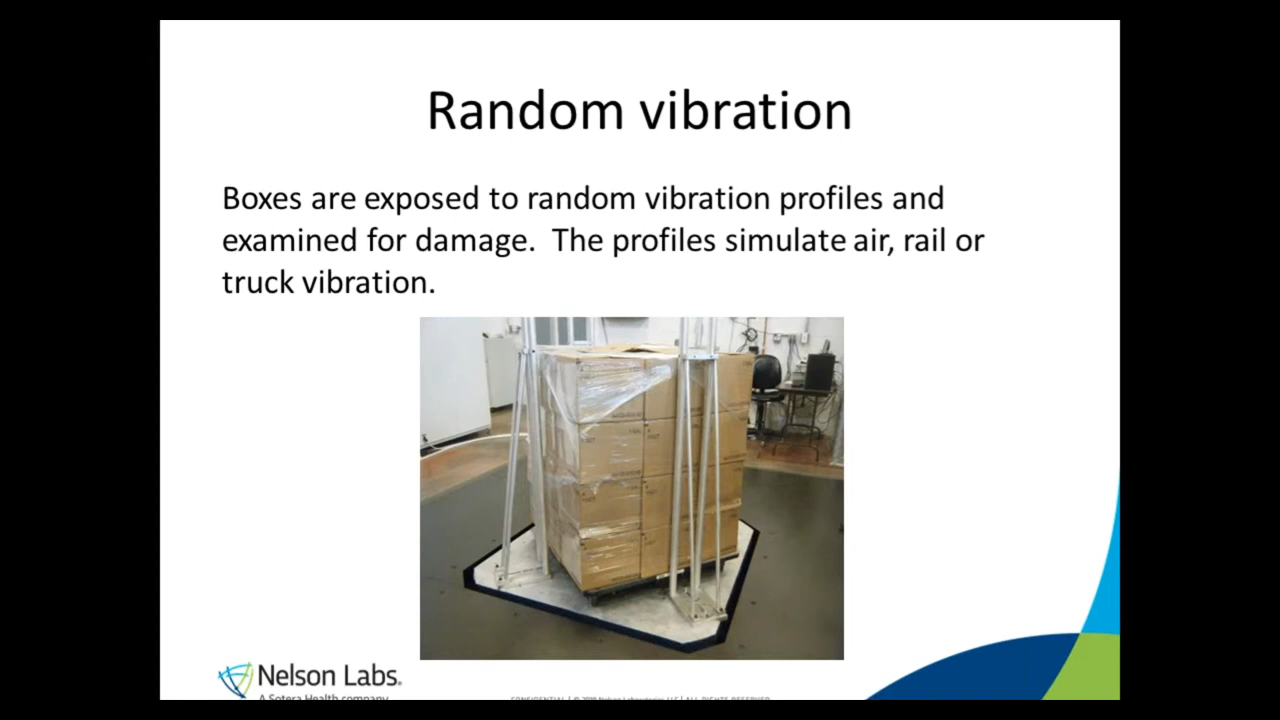 Random vibration
Boxes are exposed to random vibration profiles and
examined for damage.  The profiles simulate air, rail or
truck vibration.
Nelson Labs.
A Sotera Health company